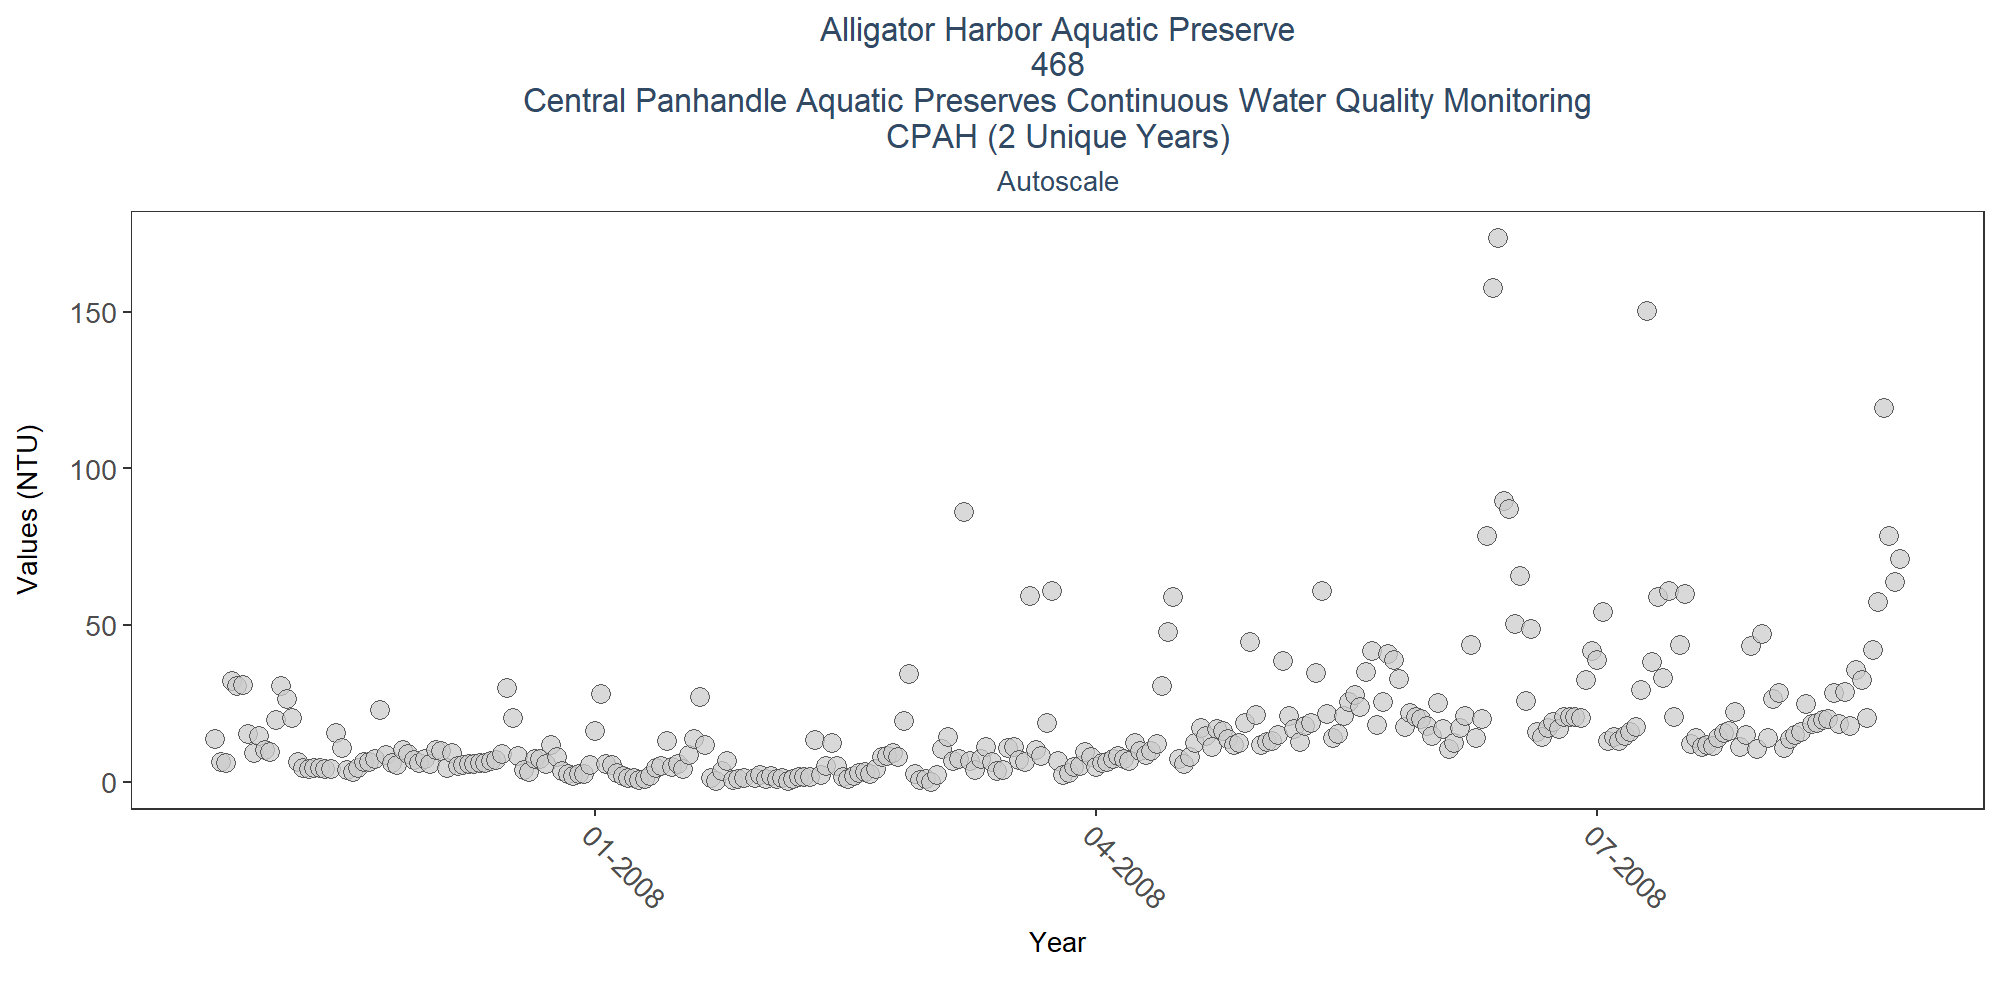 Alligator Harbor Aquatic Preserve
468
Central Panhandle Aquatic Preserves Continuous Water Quality Monitoring
CPAH (2 Unique Years)
Autoscale
Values (NTU)
150
100
50
0
01-2008
04-2008
07-2008
Year